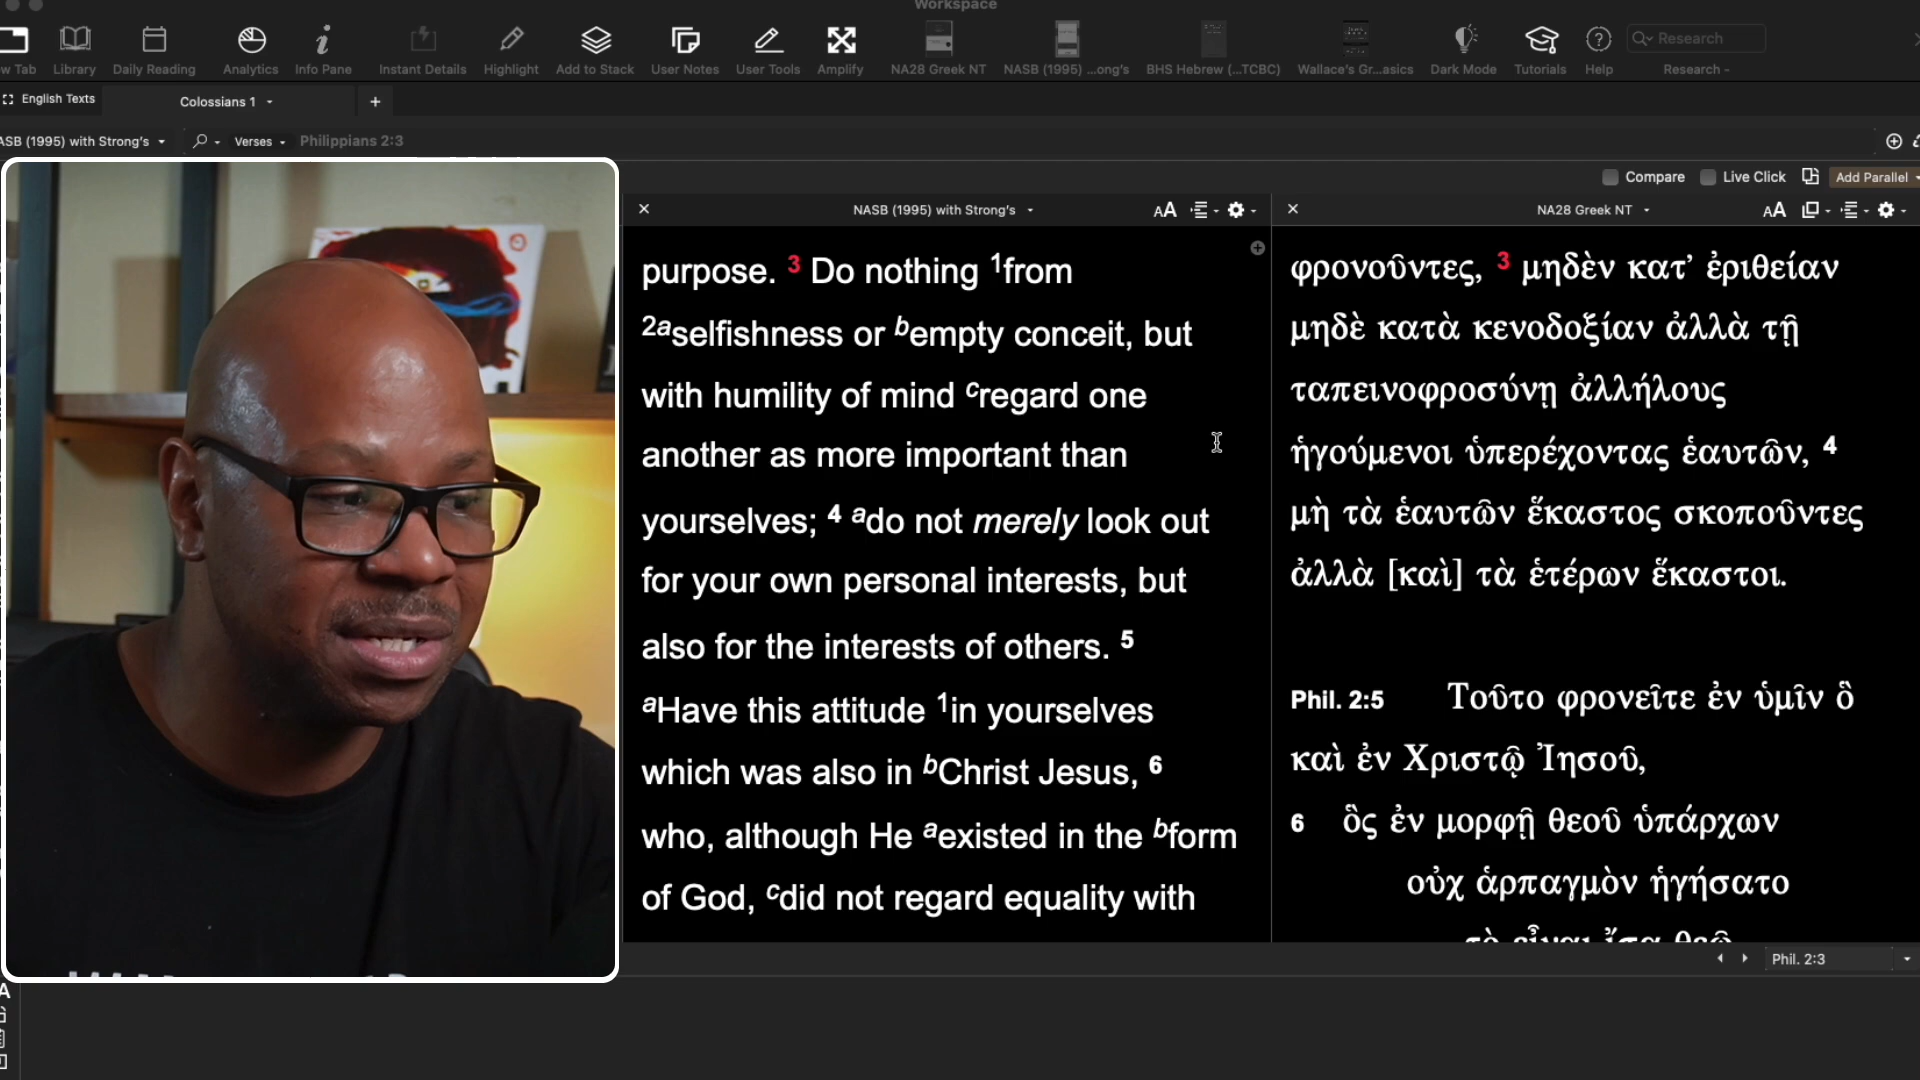 Workspace
w Tab
Library
Daily Reading
Analytics
Info Pane
Instant Details
Highlight
Add to Stack
User Notes
User Tools
Amplify
NA28 Greek NT
NASB (1995) ...ong's
BHS Hebrew (...TCBC)
Wallace's Gr...asics
Dark Mode
Tutorials
Help
Research
Research
English Texts
Colossians 1
ASB (1995) with Strong's
Verses
Philippians 2:3
Compare
Live Click
Add Parallel
NASB (1995) with Strong's
AA
purpose. 3 Do nothing 1from
2aselfishness or bempty conceit, but
with humility of mind cregard one
another as more important than
yourselves; 4 ado not merely look out
for your own personal interests, but
also for the interests of others. 5
aHave this attitude 1in yourselves
which was also in bChrist Jesus, 6
who, although He aexisted in the bform
of God, cdid not regard equality with
NA28 Greek NT
AA
φρονοῦντες, 3 μηδὲν κατ’ ἐριθείαν
μηδὲ κατὰ κενοδοξίαν ἀλλὰ τῇ
ταπεινοφροσύνῃ ἀλλήλους
ἡγούμενοι ὑπερέχοντας ἑαυτῶν, 4
μὴ τὰ ἑαυτῶν ἕκαστος σκοποῦντες
ἀλλὰ [καὶ] τὰ ἑτέρων ἕκαστοι.
Phil. 2:5 Τοῦτο φρονεῖτε ἐν ὑμῖν ὃ
καὶ ἐν Χριστῷ Ἰησοῦ,
6 ὃς ἐν μορφῇ θεοῦ ὑπάρχων
οὐχ ἁρπαγμὸν ἡγήσατο
τὸ εἶναι ἴσα θεῷ
Phil. 2:3